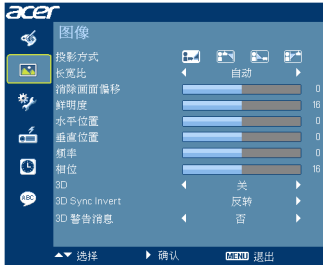 acer
图像
投影方式
长宽比 自动
消除画面偏移 0
鲜明度 16
水平位置 0
垂直位置 0
频率 0
相位 16
3D 关
3D Sync Invert 反转
3D 警告消息 否
ABC
选择 确认 MENU 退出